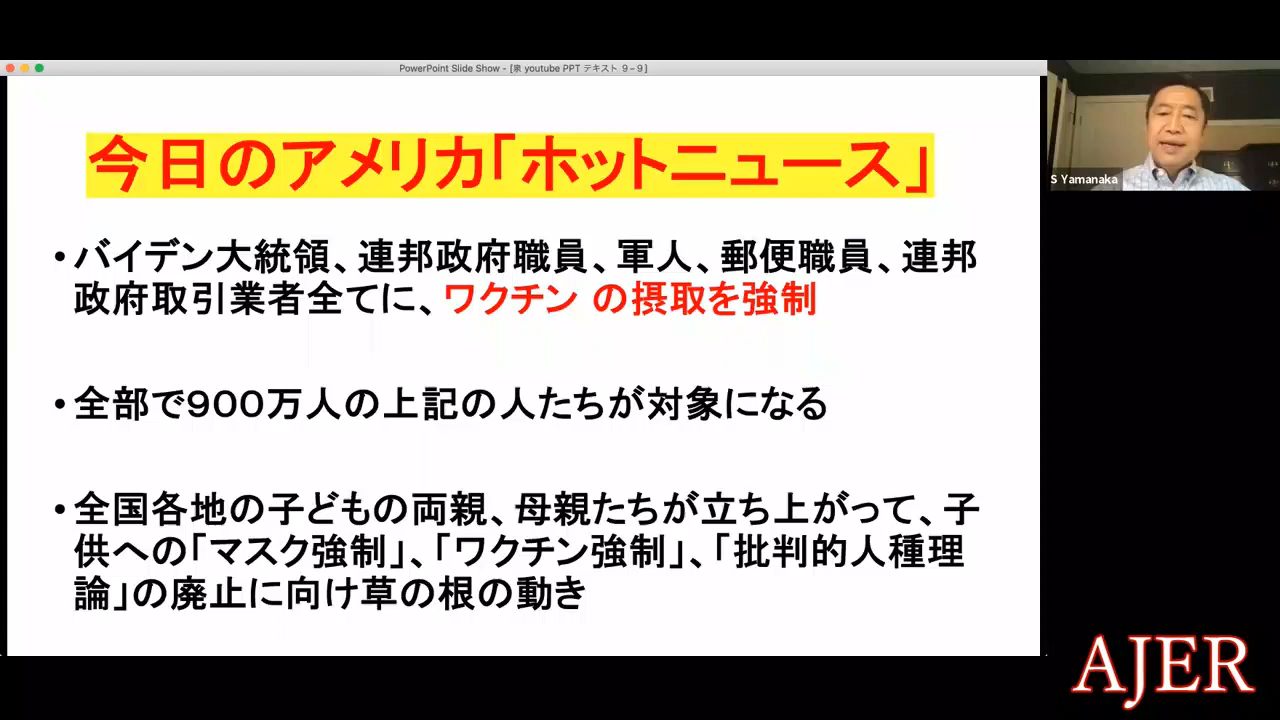 PowerPoint Slide Show - [泉 youtube PPT テキスト 9-9]
今日のアメリカ「ホットニュース」
•バイデン大統領、連邦政府職員、軍人、郵便職員、連邦
政府取引業者全てに、ワクチン の摂取を強制
•全部で900万人の上記の人たちが対象になる
•全国各地の子どもの両親、母親たちが立ち上がって、子
供への「マスク強制」、「ワクチン強制」、「批判的人種理
論」の廃止に向け草の根の動き
S Yamanaka
AJER